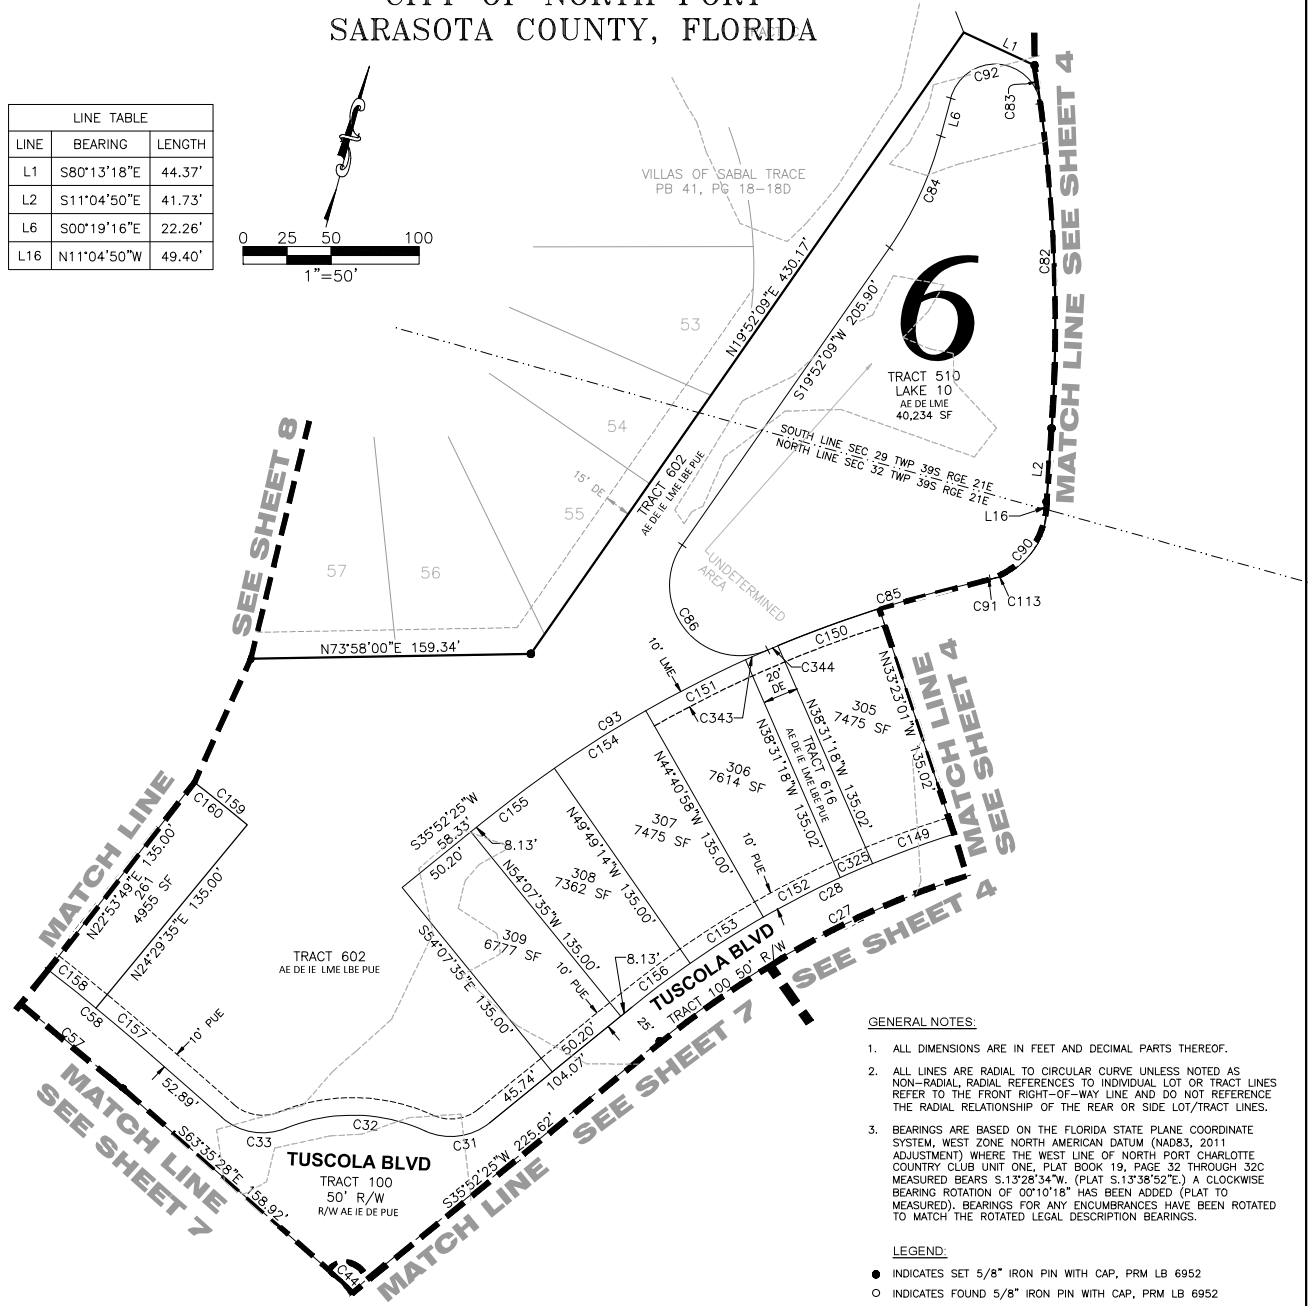 CITY OF NORTH PORT
SARASOTA COUNTY, FLORIDA
LINE TABLE
LINE BEARING LENGTH
L1 S80°13'18"E 44.37'
L2 S11°04'50"E 41.73'
L6 S00°19'16"E 22.26'
L16 N11°04'50"W 49.40'
0 25 50 100
1"=50'
VILLAS OF SABAL TRACE
PB 41, PG 18-18D
L1
C92
C83
L6
C84
C82
MATCH LINE SEE SHEET 4
N19°52'09"E 430.17'
S19°52'09"W 205.90'
6
TRACT 510
LAKE 10
AE DE LME
40,234 SF
53
54
55
56
57
15' DE
TRACT 602
AE DE IE LME LBE PUE
SOUTH LINE SEC 29 TWP 39S RGE 21E
NORTH LINE SEC 32 TWP 39S RGE 21E
L2
L16
C90
C113
C91
C85
UNDETERMINED
AREA
C86
SEE SHEET 8
N73°58'00"E 159.34'
10' LME
C150
C344
C151
C343
20'
DE
C93
C154
305
7475 SF
N33°23'01"W 135.02'
MATCH LINE
SEE SHEET 4
N38°31'18"W 135.02'
TRACT 616
AE DE IE LME LBE PUE
N38°31'18"W 135.02'
306
7614 SF
N44°40'58"W 135.00'
307
7475 SF
N49°49'14"W 135.00'
308
7362 SF
N54°07'35"W 135.00'
309
6777 SF
S54°07'35"E 135.00'
C155
S35°52'25"W
58.33'
50.20'
8.13'
10' PUE
C149
C325
C152
C28
C27
C153
C156
8.13'
10' PUE
TUSCOLA BLVD
TRACT 100 50' R/W
25'
SEE SHEET 4
SEE SHEET 7
MATCH LINE
C159
C160
N22°53'49"E 135.00'
261
4955 SF
N24°29'35"E 135.00'
TRACT 602
AE DE IE LME LBE PUE
C158
C58
C157
10' PUE
C57
52.89'
C33
C32
C31
45.74'
50.20'
104.07'
MATCH LINE
SEE SHEET 7
S63°35'28"E 158.92'
TUSCOLA BLVD
TRACT 100
50' R/W
R/W AE IE DE PUE
S35°52'25"W 225.62'
MATCH LINE
C44
GENERAL NOTES:
1. ALL DIMENSIONS ARE IN FEET AND DECIMAL PARTS THEREOF.
2. ALL LINES ARE RADIAL TO CIRCULAR CURVE UNLESS NOTED AS
NON-RADIAL, RADIAL REFERENCES TO INDIVIDUAL LOT OR TRACT LINES
REFER TO THE FRONT RIGHT-OF-WAY LINE AND DO NOT REFERENCE
THE RADIAL RELATIONSHIP OF THE REAR OR SIDE LOT/TRACT LINES.
3. BEARINGS ARE BASED ON THE FLORIDA STATE PLANE COORDINATE
SYSTEM, WEST ZONE NORTH AMERICAN DATUM (NAD83, 2011
ADJUSTMENT) WHERE THE WEST LINE OF NORTH PORT CHARLOTTE
COUNTRY CLUB UNIT ONE, PLAT BOOK 19, PAGE 32 THROUGH 32C
MEASURED BEARS S.13°28'34"W. (PLAT S.13°38'52"E.) A CLOCKWISE
BEARING ROTATION OF 00°10'18" HAS BEEN ADDED (PLAT TO
MEASURED). BEARINGS FOR ANY ENCUMBRANCES HAVE BEEN ROTATED
TO MATCH THE ROTATED LEGAL DESCRIPTION BEARINGS.
LEGEND:
INDICATES SET 5/8" IRON PIN WITH CAP, PRM LB 6952
INDICATES FOUND 5/8" IRON PIN WITH CAP, PRM LB 6952